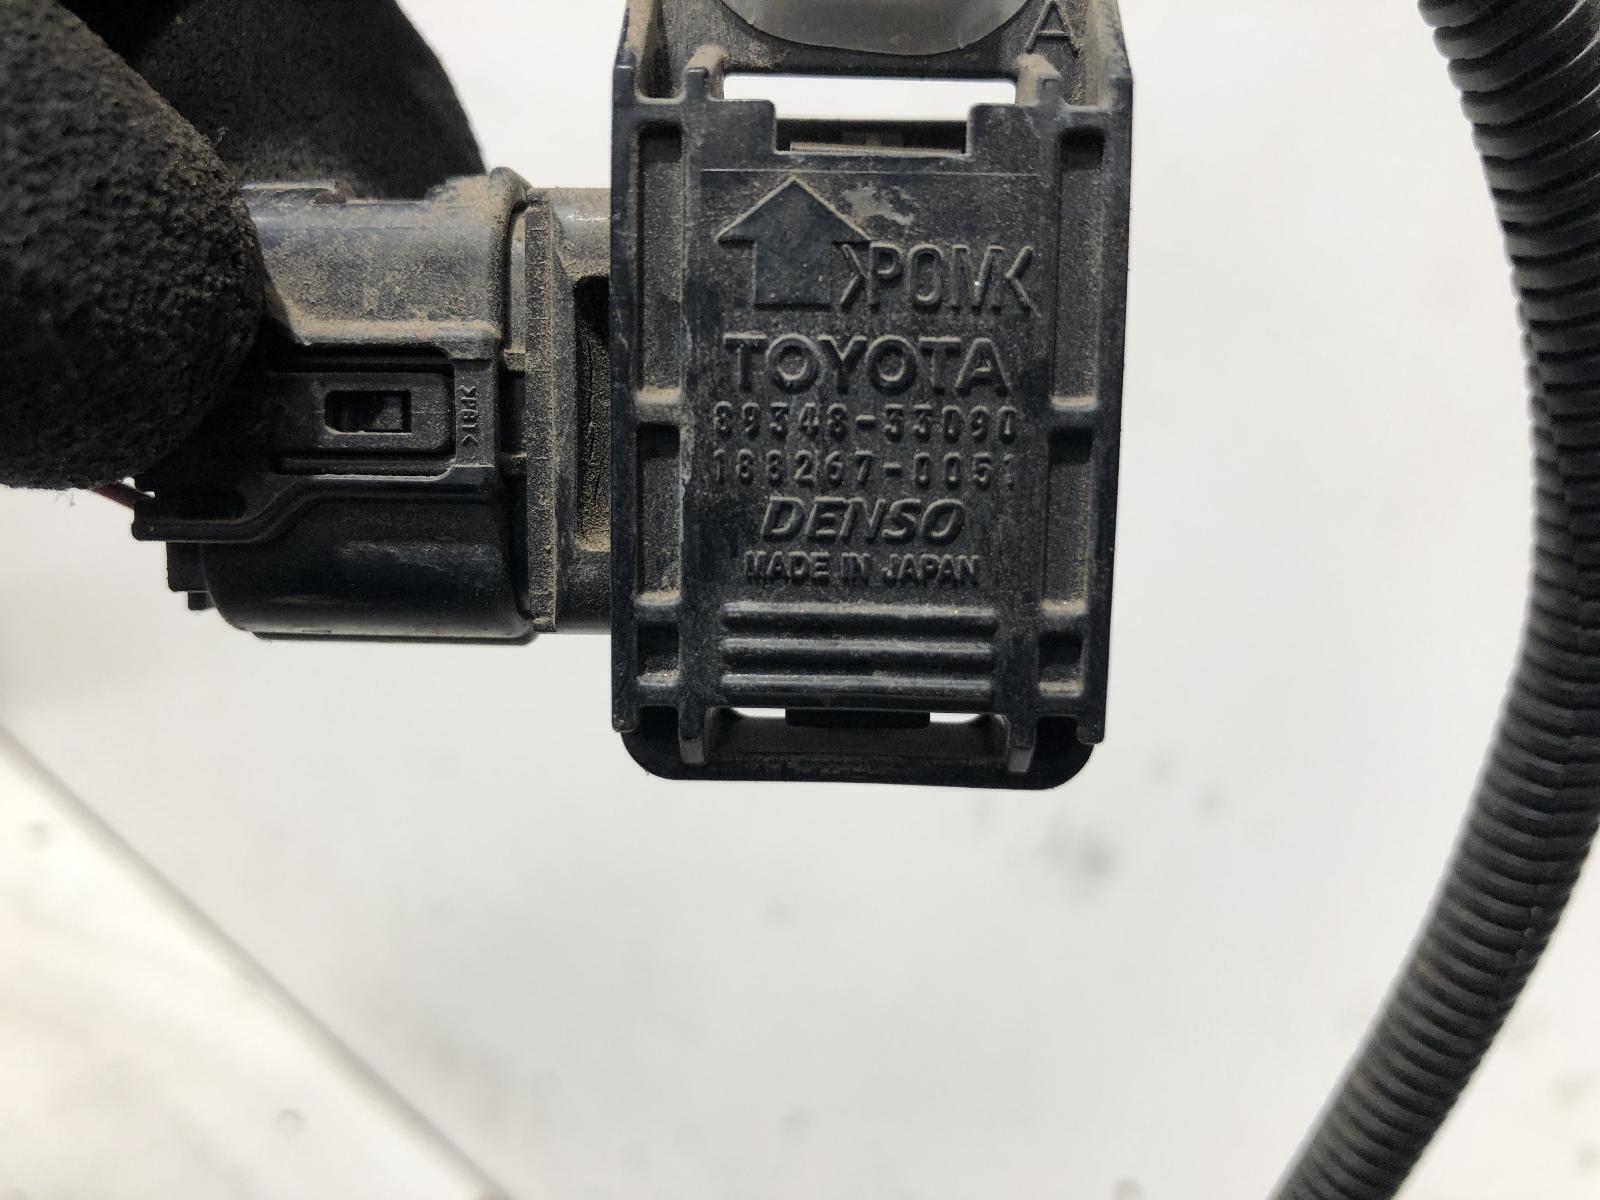 A
>POM<
TOYOTA
89348-33090
188267-0051
DENSO
MADE IN JAPAN
>PBT<